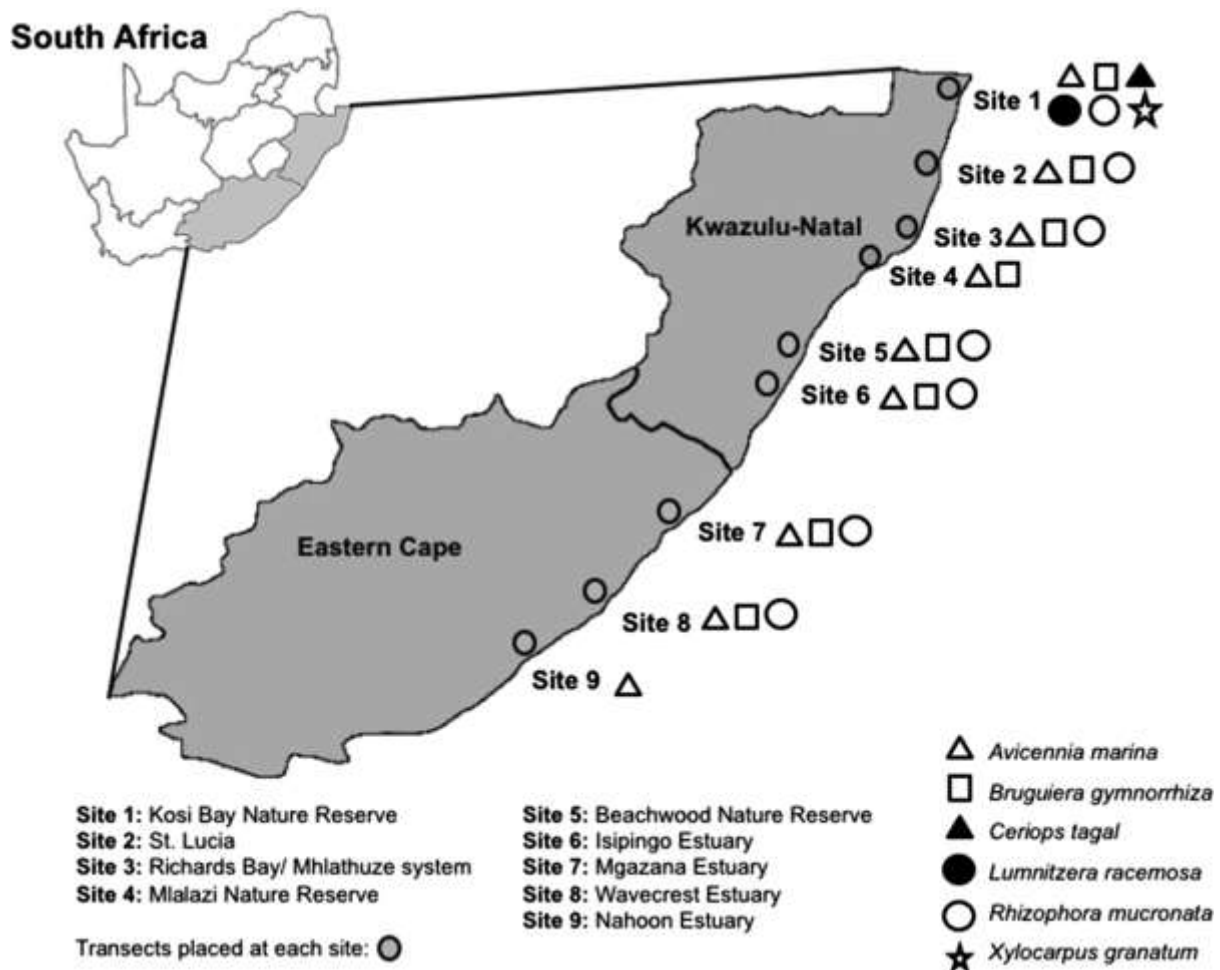 South Africa
Site 1
Site 2
Kwazulu-Natal
Site 3
Site 4
Site 5
Site 6
Site 7
Eastern Cape
Site 8
Site 9
Avicennia marina
Bruguiera gymnorrhiza
Ceriops tagal
Lumnitzera racemosa
Rhizophora mucronata
Xylocarpus granatum
Site 1: Kosi Bay Nature Reserve
Site 2: St. Lucia
Site 3: Richards Bay/ Mhlathuze system
Site 4: Mlalazi Nature Reserve
Site 5: Beachwood Nature Reserve
Site 6: Isipingo Estuary
Site 7: Mgazana Estuary
Site 8: Wavecrest Estuary
Site 9: Nahoon Estuary
Transects placed at each site: